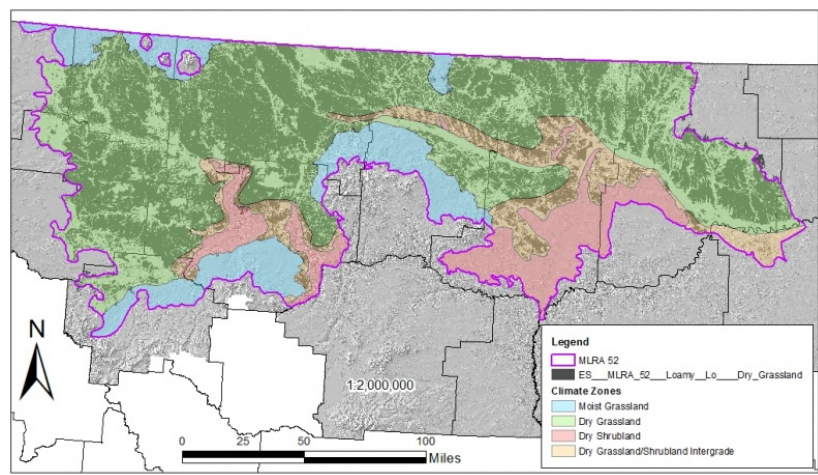 N
1:2,000,000
0 25 50 100
Miles
Legend
MLRA 52
ES___MLRA_52___Loamy__Lo____Dry_Grassland
Climate Zones
Moist Grassland
Dry Grassland
Dry Shrubland
Dry Grassland/Shrubland Intergrade